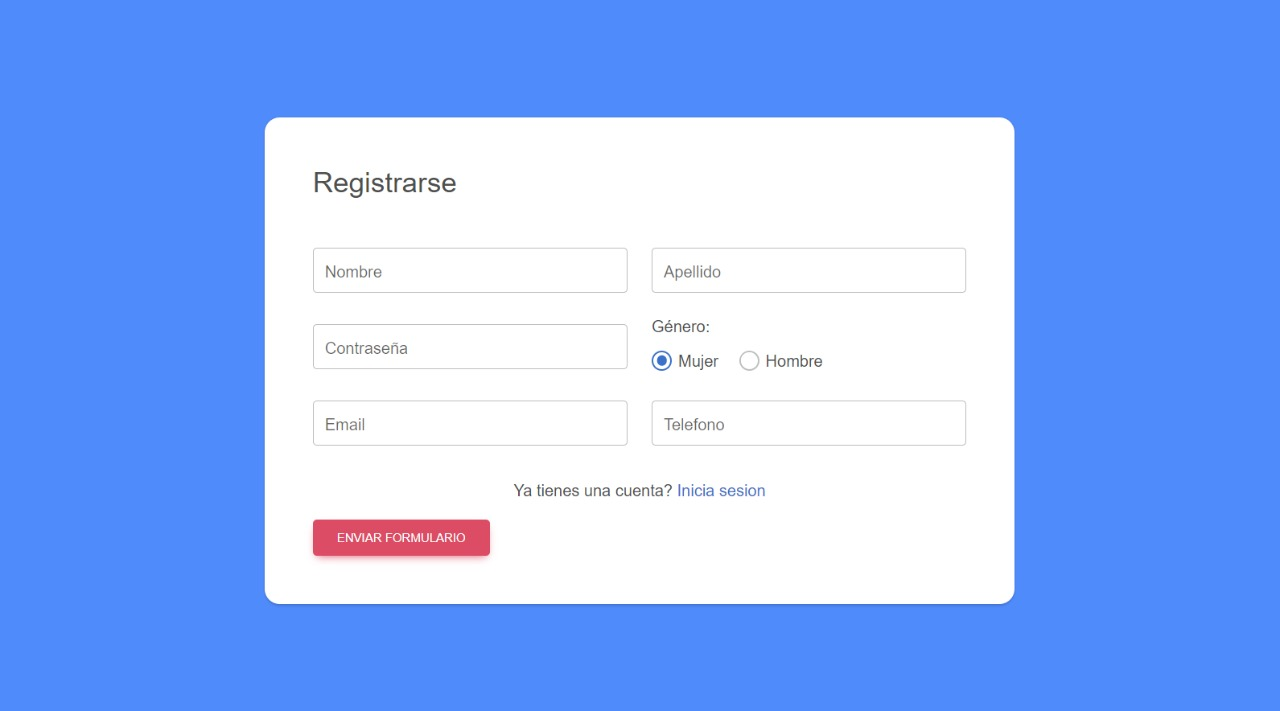 Registrarse
Nombre
Apellido
Contraseña
Género:
Mujer Hombre
Email
Telefono
Ya tienes una cuenta? Inicia sesion
ENVIAR FORMULARIO